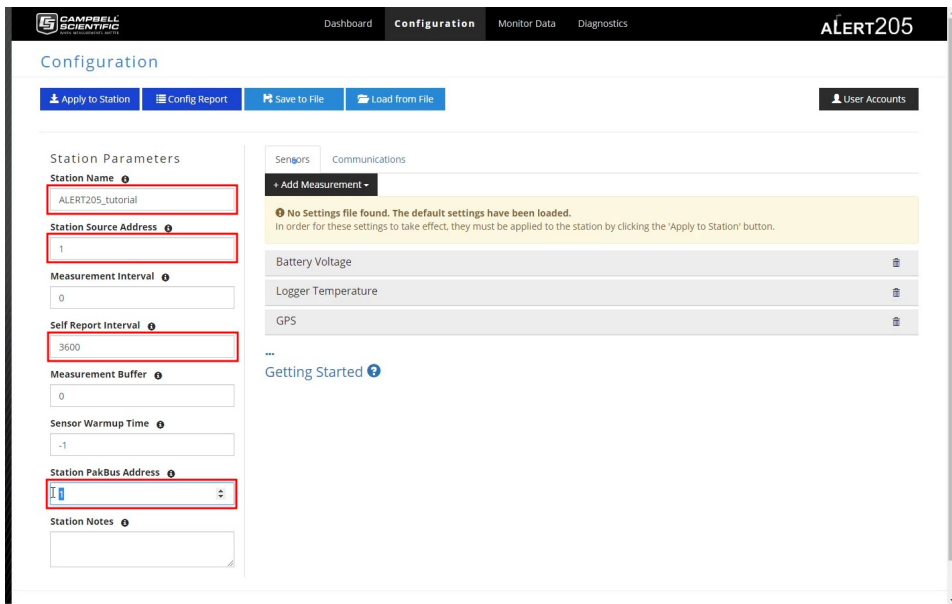 CAMPBELL
SCIENTIFIC
WHEN MEASUREMENTS MATTER
Dashboard Configuration Monitor Data Diagnostics
ALERT205
Configuration
Apply to Station Config Report Save to File Load from File User Accounts
Station Parameters
Station Name
ALERT205_tutorial
Station Source Address
1
Measurement Interval
0
Self Report Interval
3600
Measurement Buffer
0
Sensor Warmup Time
-1
Station PakBus Address
1
Station Notes
Sensors Communications
+ Add Measurement
No Settings file found. The default settings have been loaded.
In order for these settings to take effect, they must be applied to the station by clicking the 'Apply to Station' button.
Battery Voltage
Logger Temperature
GPS
...
Getting Started